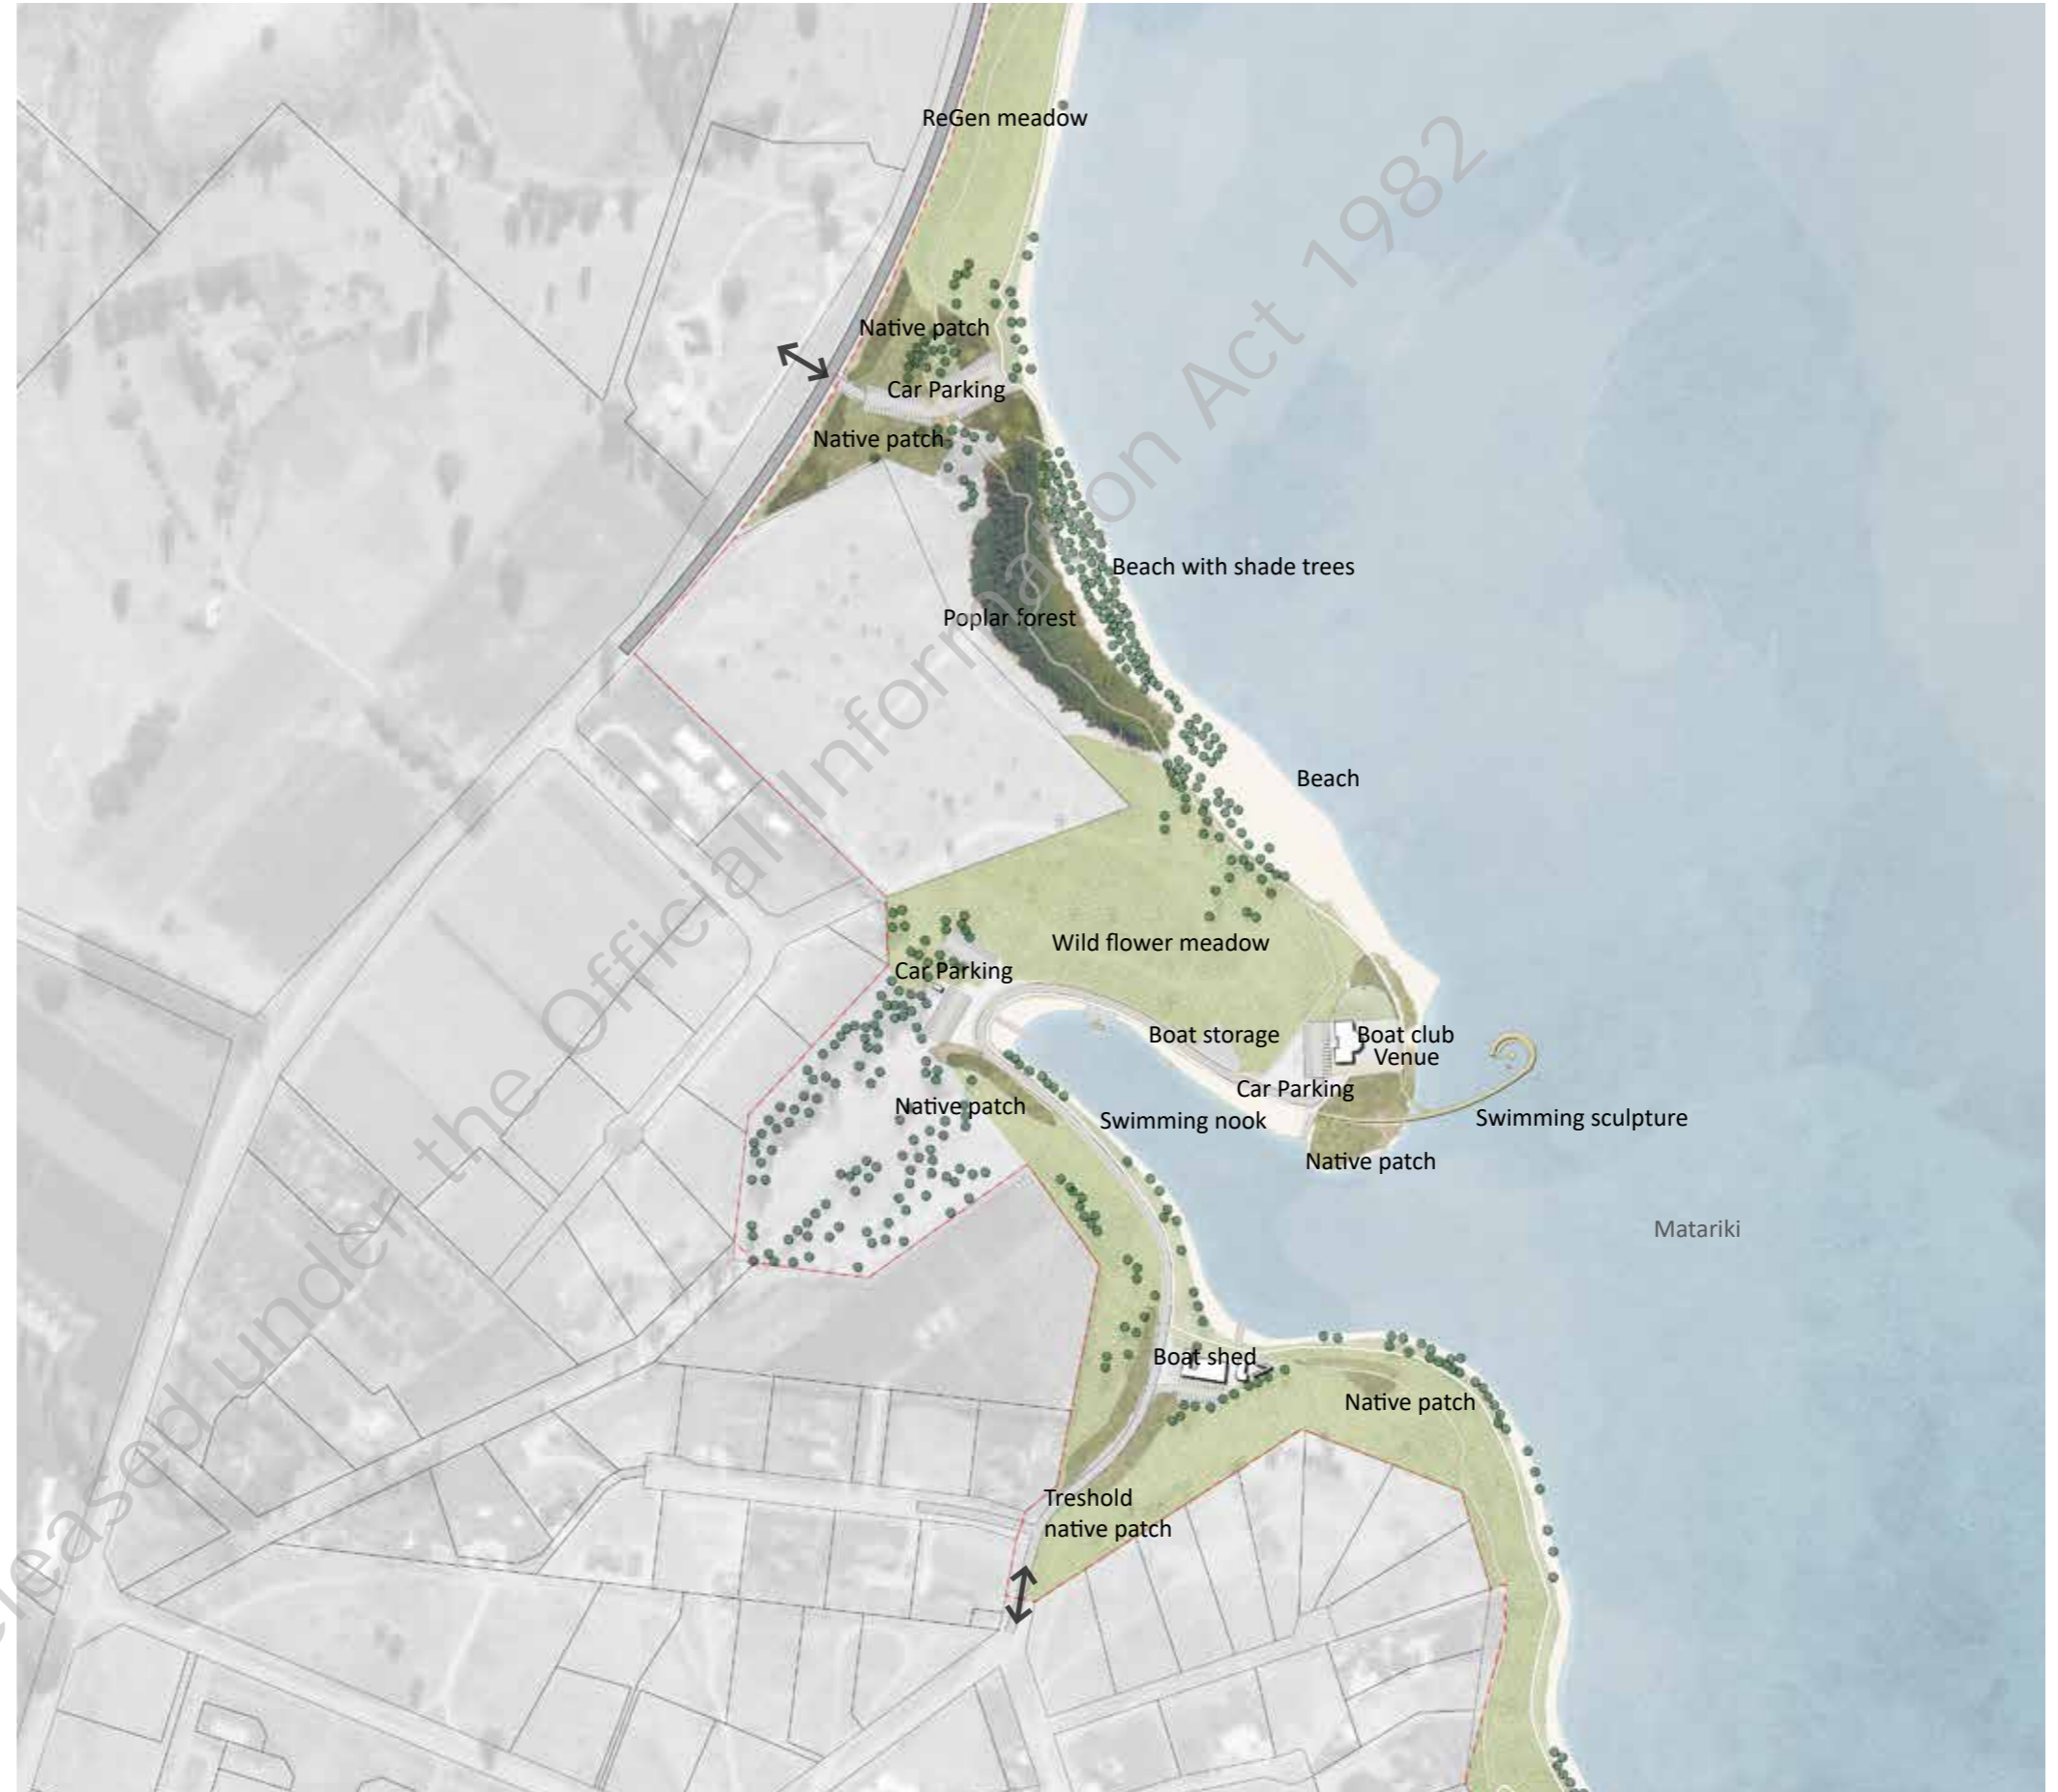 ReGen meadow
Native patch
Car Parking
Native patch
Beach with shade trees
Poplar forest
Beach
Wild flower meadow
Car Parking
Boat storage
Boat club
Venue
Car Parking
Native patch
Swimming nook
Swimming sculpture
Native patch
Matariki
Boat shed
Native patch
Treshold
native patch
eleased under the Official Information Act 1982